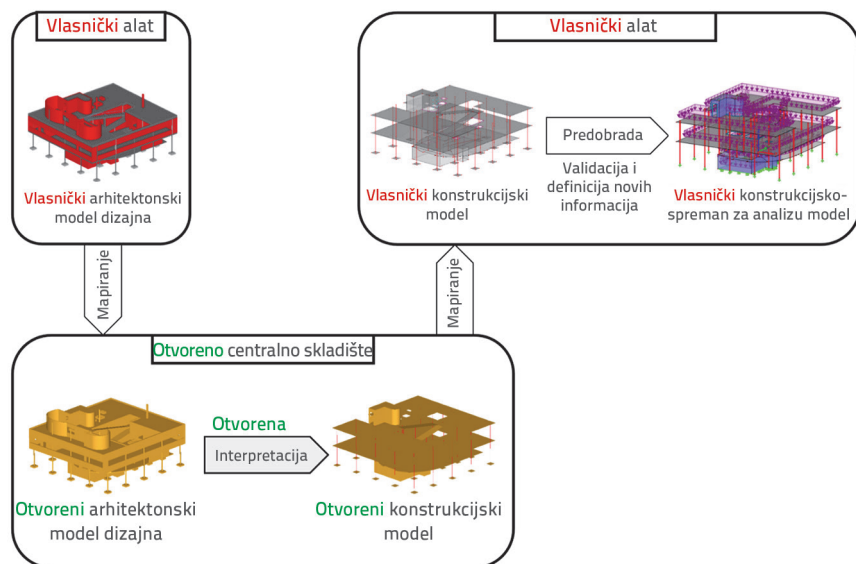 Vlasnički alat
Vlasnički arhitektonski
model dizajna
Mapiranje
Otvoreno centralno skladište
Otvoreni arhitektonski
model dizajna
Otvorena
Interpretacija
Otvoreni konstrukcijski
model
Mapiranje
Vlasnički alat
Vlasnički konstrukcijski
model
Predobrada
Validacija i
definicija novih
informacija
Vlasnički konstrukcijsko-
spreman za analizu model